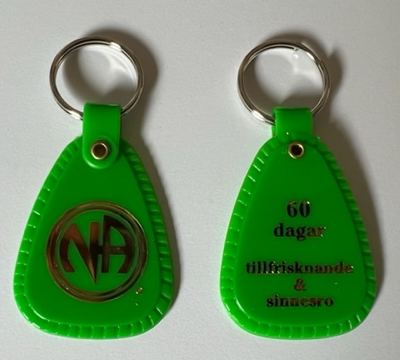 NA
60
dagar
tillfrisknande
&
sinnesro